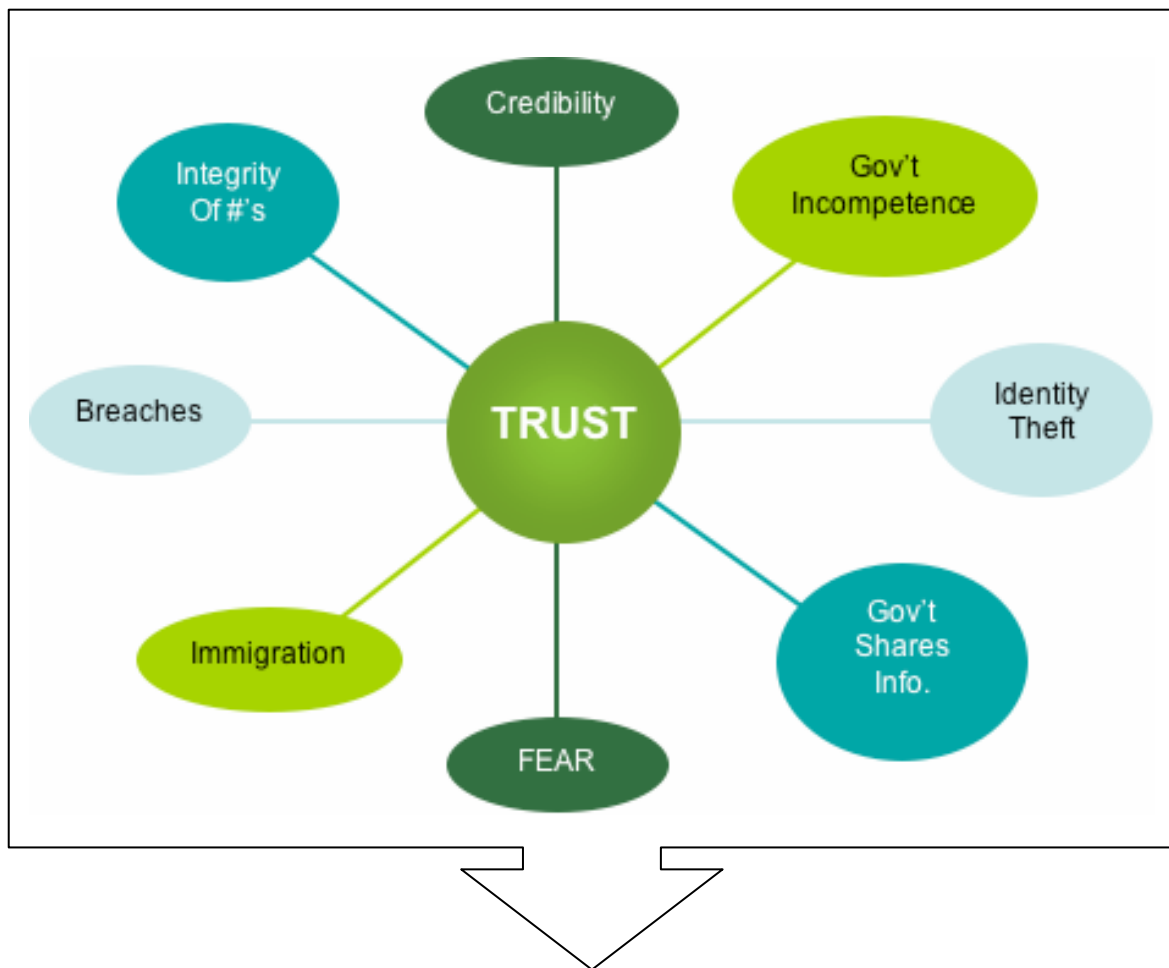 Credibility
Integrity
Of #'s
Gov't
Incompetence
Breaches
TRUST
Identity
Theft
Immigration
Gov't
Shares
Info.
FEAR